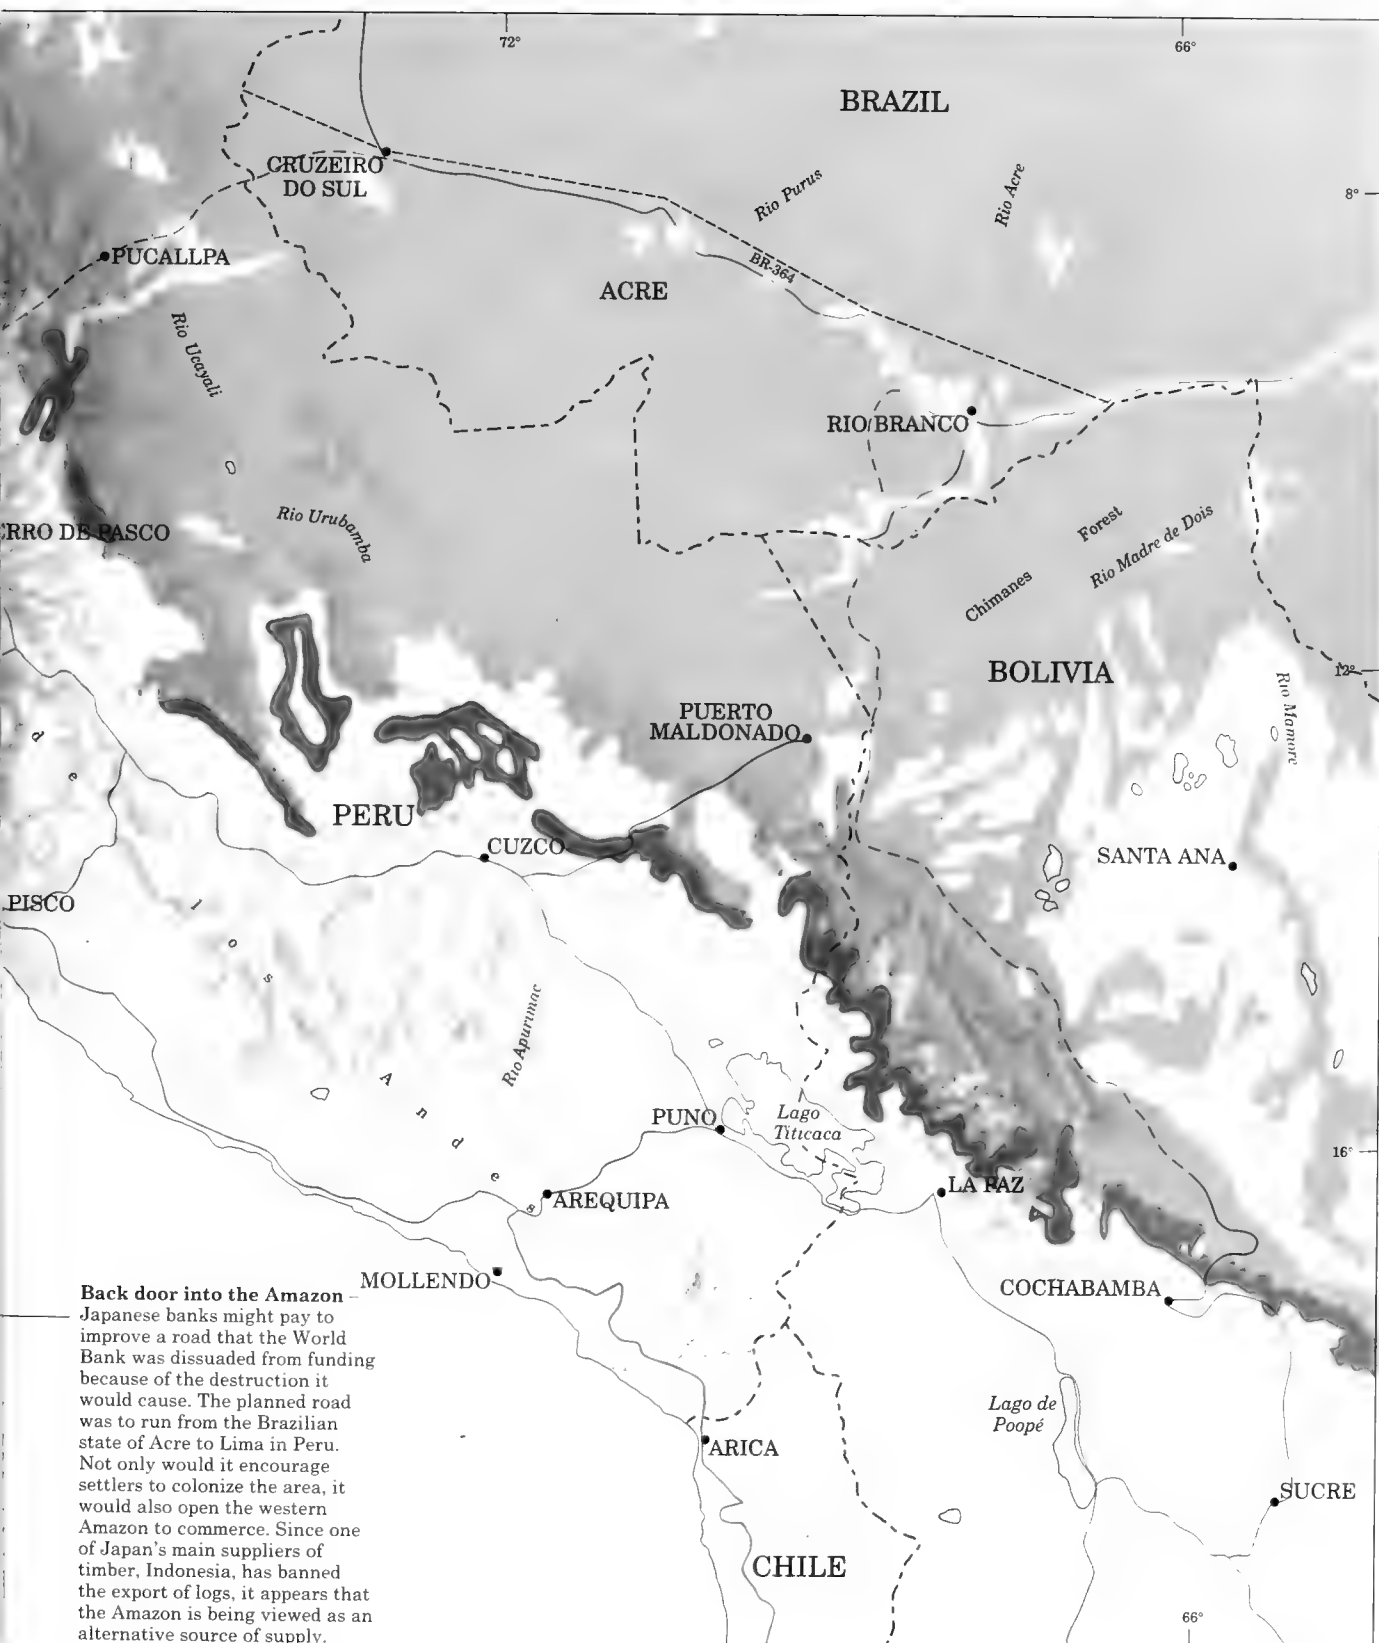 72°
66°
BRAZIL
CRUZEIRO
DO SUL
Rio Purus
Rio Acre
8°
PUCALLPA
BR-364
ACRE
Rio Ucayali
RIO BRANCO
Rio Urubamba
RRO DE PASCO
Forest
Rio Madre de Dois
Chimanes
BOLIVIA
12°
Rio Mamore
PUERTO
MALDONADO
d
e
PERU
CUZCO
SANTA ANA
PISCO
l
o
s
Rio Apurimac
A
n
d
e
s
PUNO
Lago
Titicaca
16°
LA PAZ
AREQUIPA
MOLLENDO
COCHABAMBA
Back door into the Amazon –
Japanese banks might pay to
improve a road that the World
Bank was dissuaded from funding
because of the destruction it
would cause. The planned road
was to run from the Brazilian
state of Acre to Lima in Peru.
Not only would it encourage
settlers to colonize the area, it
would also open the western
Amazon to commerce. Since one
of Japan's main suppliers of
timber, Indonesia, has banned
the export of logs, it appears that
the Amazon is being viewed as an
alternative source of supply.
Lago de
Poopé
ARICA
SUCRE
CHILE
66°